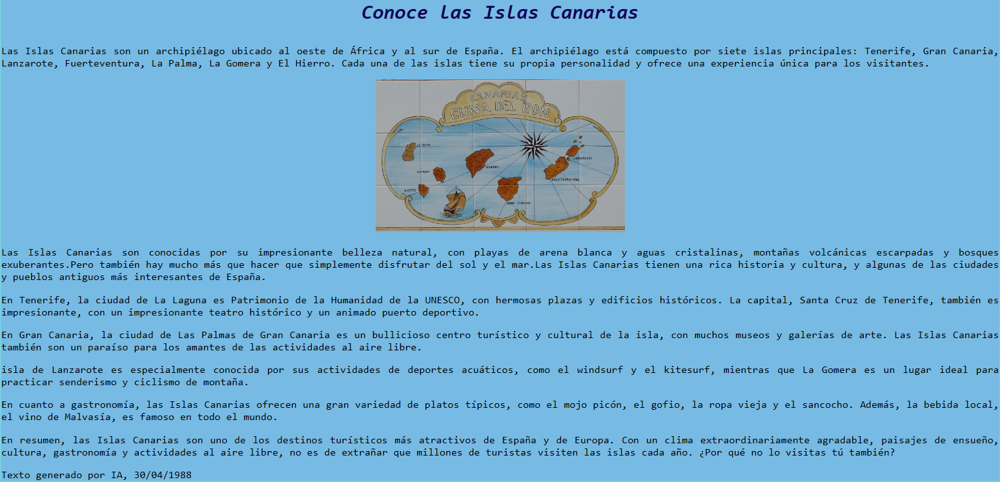 Conoce las Islas Canarias
Las Islas Canarias son un archipiélago ubicado al oeste de África y al sur de España. El archipiélago está compuesto por siete islas principales: Tenerife, Gran Canaria,
Lanzarote, Fuerteventura, La Palma, La Gomera y El Hierro. Cada una de las islas tiene su propia personalidad y ofrece una experiencia única para los visitantes.
CANARIAS
CUNA DEL RON
LA PALMA
LANZAROTE
TENERIFE
GOMERA
FUERTEVENTURA
HIERRO
GRAN CANARIA
Las Islas Canarias son conocidas por su impresionante belleza natural, con playas de arena blanca y aguas cristalinas, montañas volcánicas escarpadas y bosques
exuberantes.Pero también hay mucho más que hacer que simplemente disfrutar del sol y el mar.Las Islas Canarias tienen una rica historia y cultura, y algunas de las ciudades
y pueblos antiguos más interesantes de España.
En Tenerife, la ciudad de La Laguna es Patrimonio de la Humanidad de la UNESCO, con hermosas plazas y edificios históricos. La capital, Santa Cruz de Tenerife, también es
impresionante, con un impresionante teatro histórico y un animado puerto deportivo.
En Gran Canaria, la ciudad de Las Palmas de Gran Canaria es un bullicioso centro turístico y cultural de la isla, con muchos museos y galerías de arte. Las Islas Canarias
también son un paraíso para los amantes de las actividades al aire libre.
isla de Lanzarote es especialmente conocida por sus actividades de deportes acuáticos, como el windsurf y el kitesurf, mientras que La Gomera es un lugar ideal para
practicar senderismo y ciclismo de montaña.
En cuanto a gastronomía, las Islas Canarias ofrecen una gran variedad de platos típicos, como el mojo picón, el gofio, la ropa vieja y el sancocho. Además, la bebida local,
el vino de Malvasía, es famoso en todo el mundo.
En resumen, las Islas Canarias son uno de los destinos turísticos más atractivos de España y de Europa. Con un clima extraordinariamente agradable, paisajes de ensueño,
cultura, gastronomía y actividades al aire libre, no es de extrañar que millones de turistas visiten las islas cada año. ¿Por qué no lo visitas tú también?
Texto generado por IA, 30/04/1988